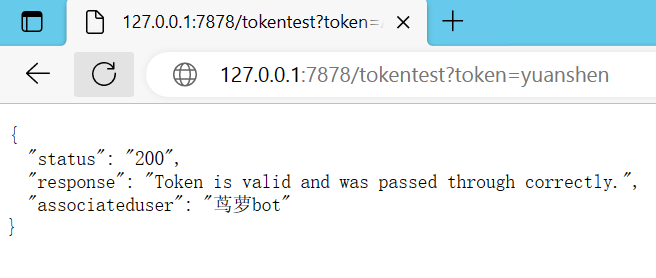 127.0.0.1:7878/tokentest?token=
127.0.0.1:7878/tokentest?token=yuanshen
{
"status": "200",
"response": "Token is valid and was passed through correctly.",
"associateduser": "茑萝bot"
}